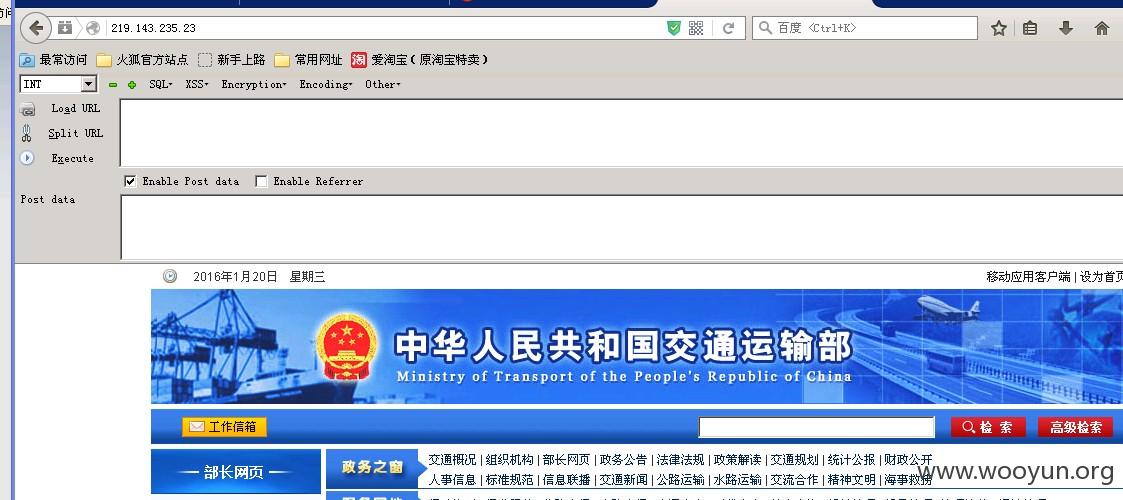 219.143.235.23
百度 <Ctrl+K>
最常访问 火狐官方站点 新手上路 常用网址 淘 爱淘宝（原淘宝特卖）
INT SQL XSS Encryption Encoding Other
Load URL
Split URL
Execute
Enable Post data Enable Referrer
Post data
2016年1月20日 星期三 移动应用客户端 | 设为首页
中华人民共和国交通运输部
Ministry of Transport of the People's Republic of China
工作信箱 检 索 高级检索
部长网页 政务之窗
交通概况 | 组织机构 | 部长网页 | 政务公告 | 法律法规 | 政策解读 | 交通规划 | 统计公报 | 财政公开
人事信息 | 标准规范 | 信息联播 | 交通新闻 | 公路运输 | 水路运输 | 交流合作 | 精神文明 | 海事救捞
www.wooyun.org